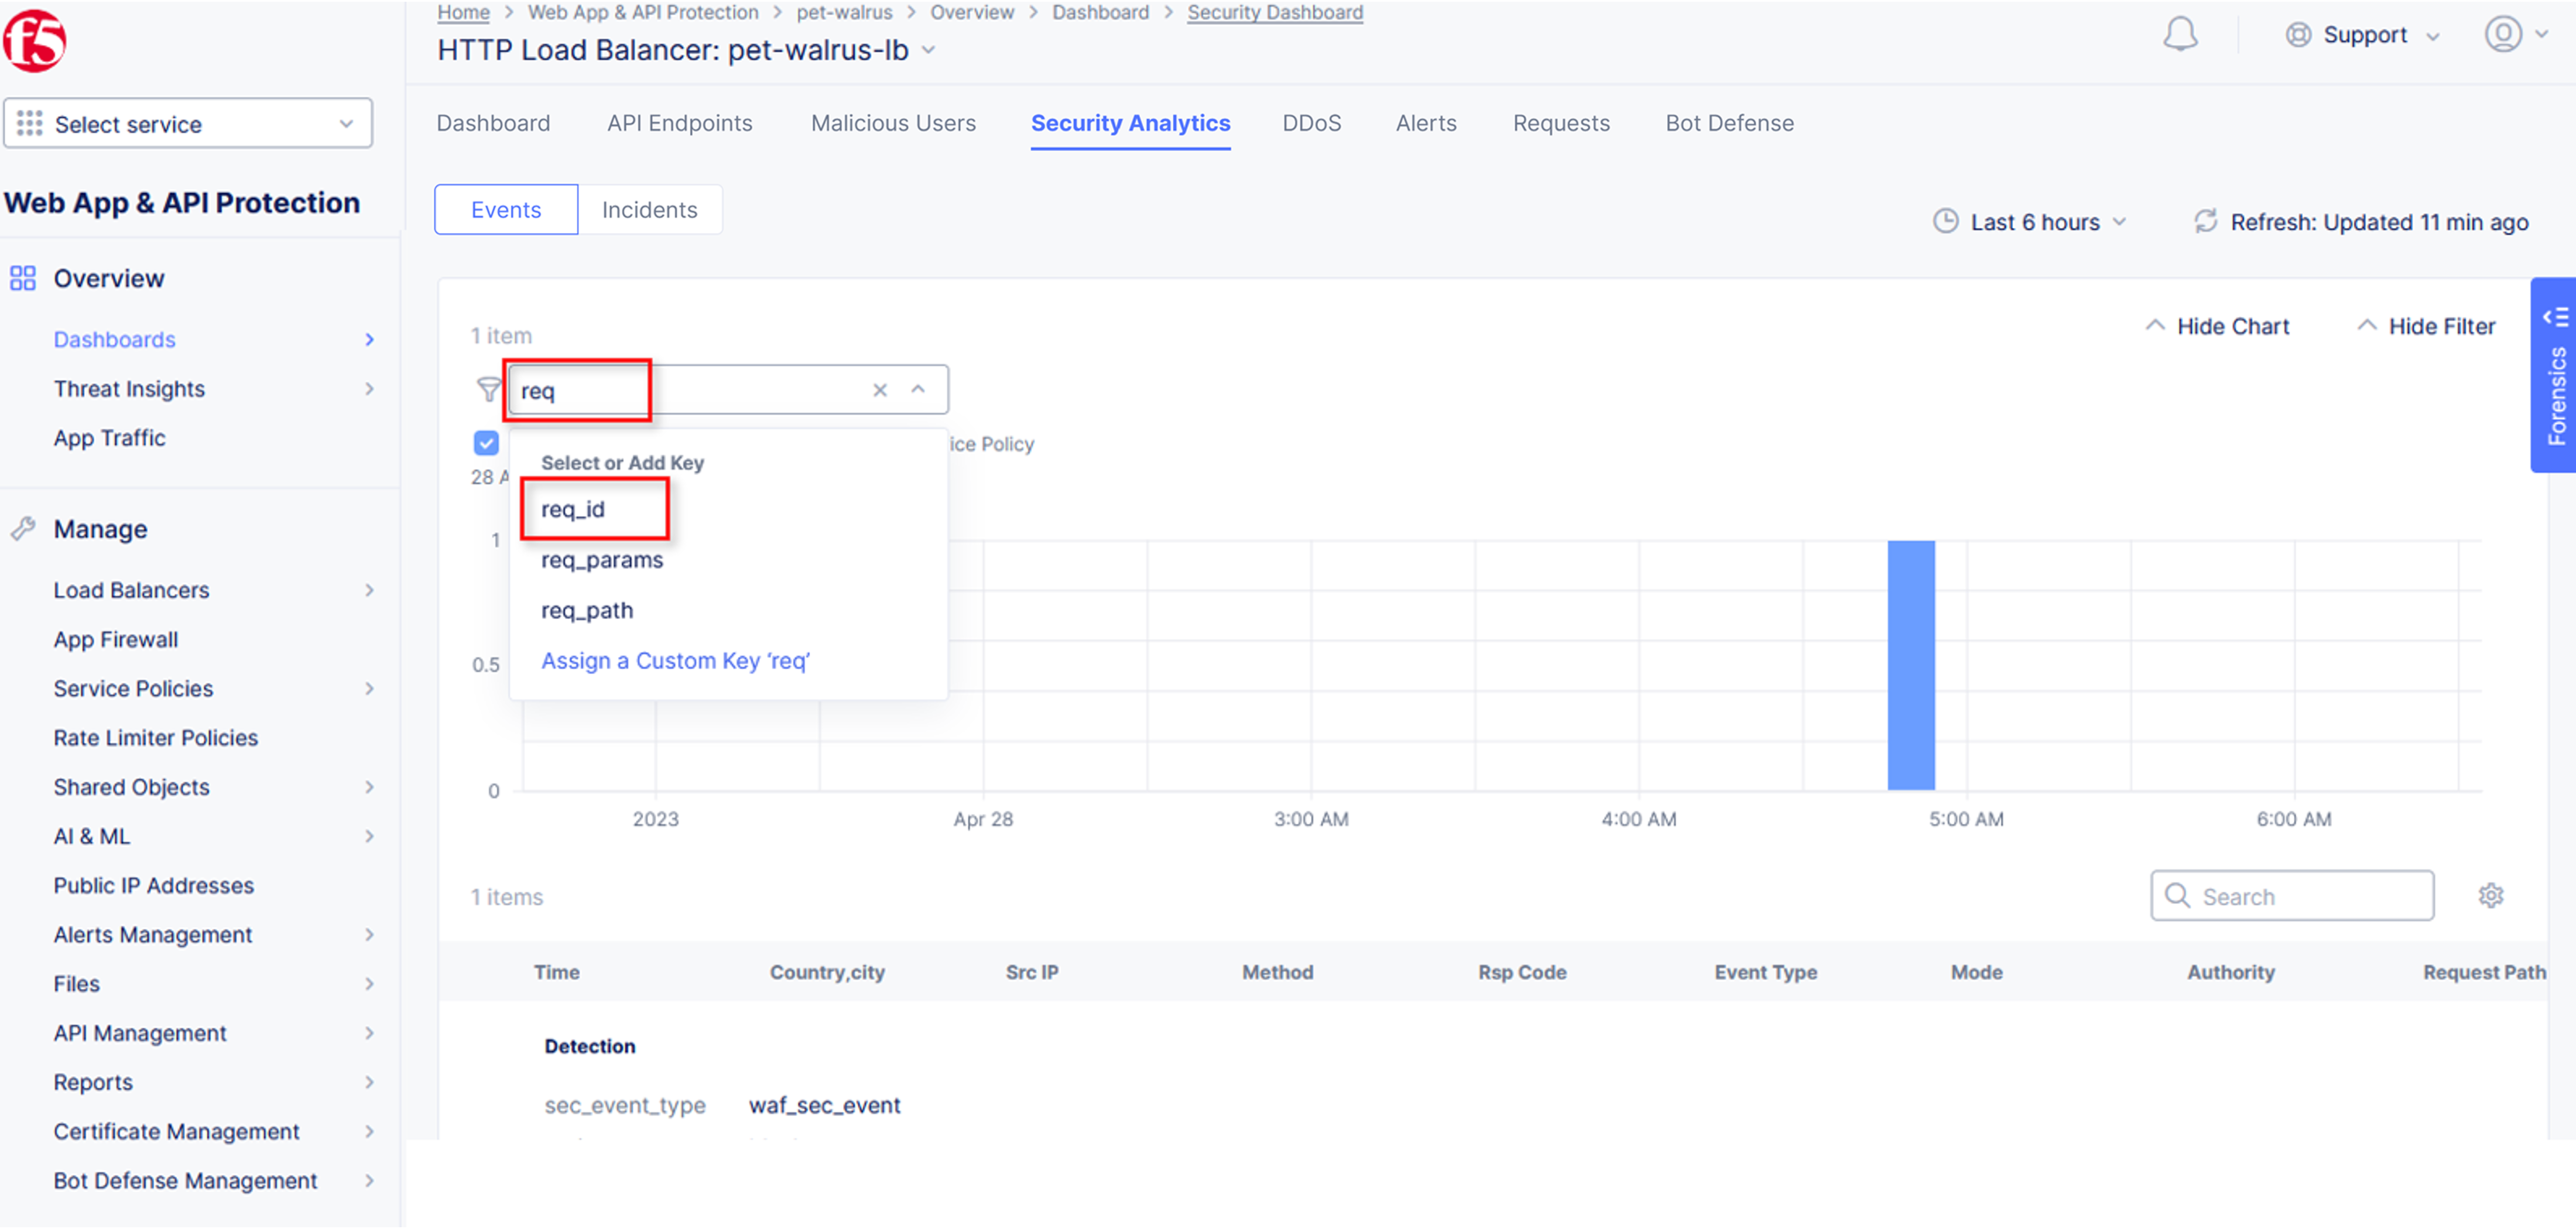 Home > Web App & API Protection > pet-walrus > Overview > Dashboard > Security Dashboard
f5
HTTP Load Balancer: pet-walrus-lb
Support
Select service
Dashboard API Endpoints Malicious Users Security Analytics DDoS Alerts Requests Bot Defense
Web App & API Protection
Events Incidents
Last 6 hours
Refresh: Updated 11 min ago
Overview
Dashboards
Threat Insights
App Traffic
Manage
Load Balancers
App Firewall
Service Policies
Rate Limiter Policies
Shared Objects
AI & ML
Public IP Addresses
Alerts Management
Files
API Management
Reports
Certificate Management
Bot Defense Management
1 item
Hide Chart
Hide Filter
Forensics
req
ice Policy
28 A
Select or Add Key
req_id
req_params
req_path
Assign a Custom Key ‘req’
1
0.5
0
2023 Apr 28 3:00 AM 4:00 AM 5:00 AM 6:00 AM
1 items
Search
Time Country,city Src IP Method Rsp Code Event Type Mode Authority Request Path
Detection
sec_event_type waf_sec_event